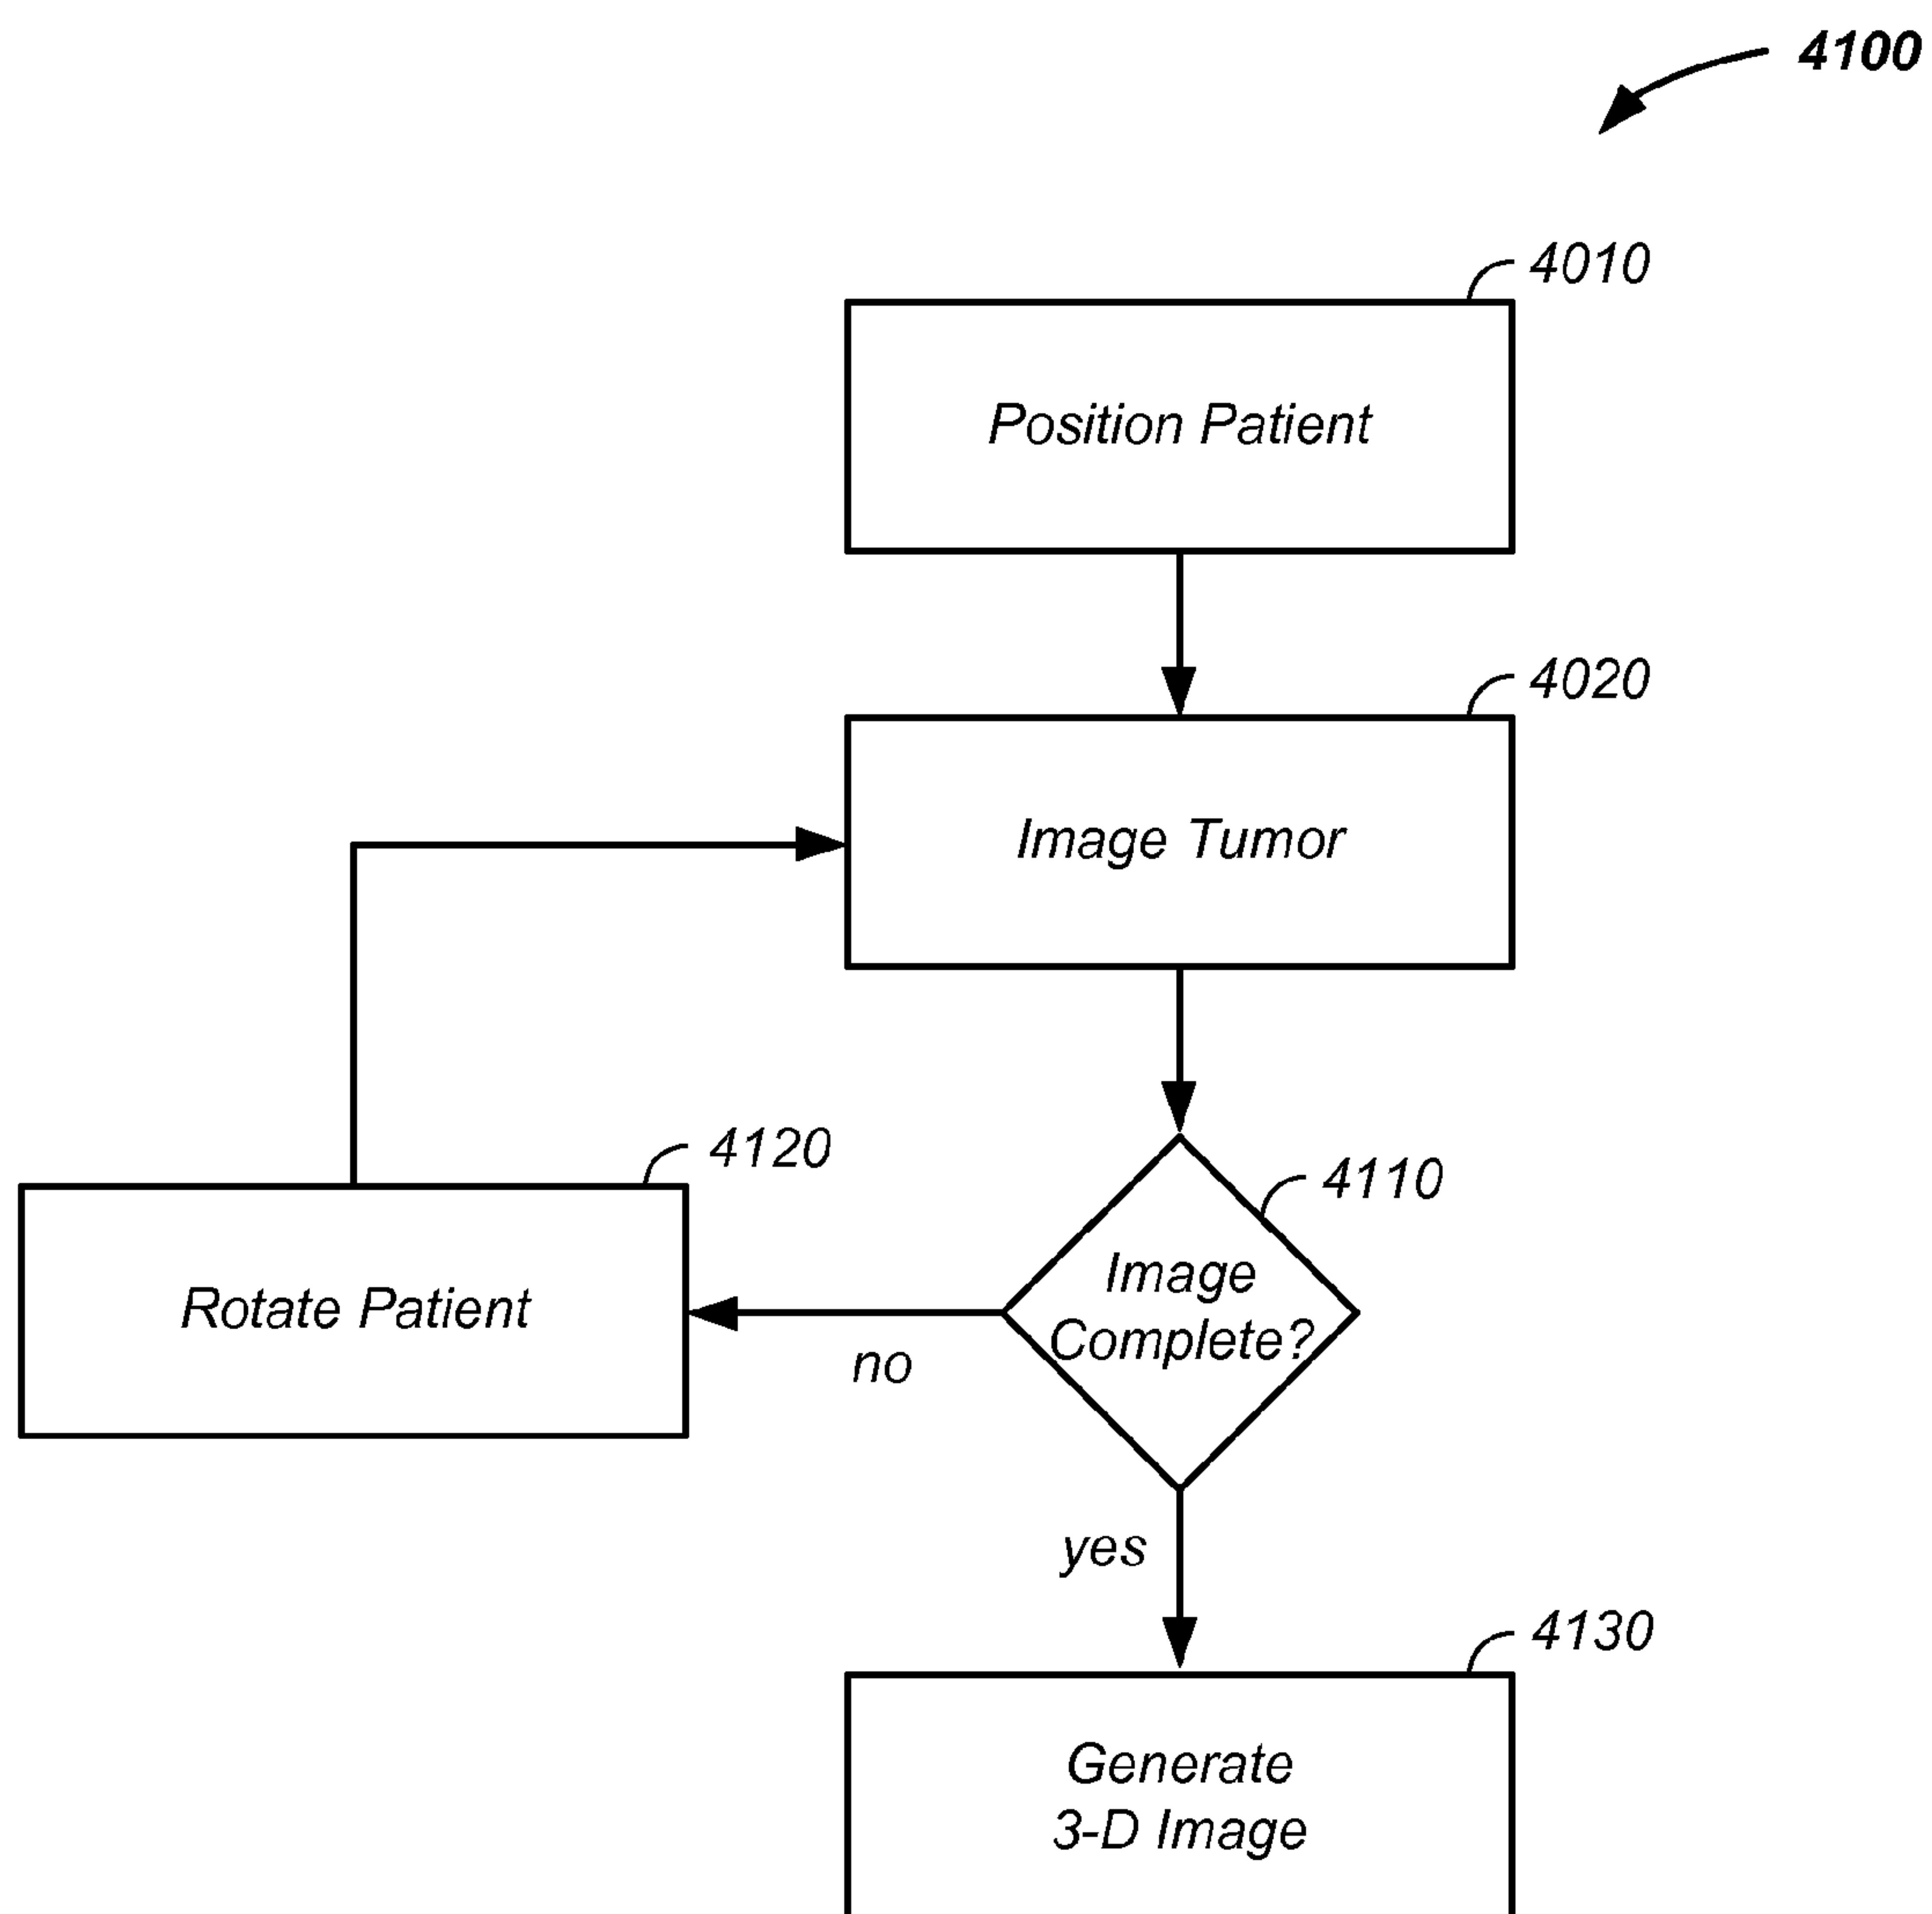 4100
4010
Position Patient
4020
Image Tumor
4120
4110
Rotate Patient
Image
Complete?
no
yes
4130
Generate
3-D Image